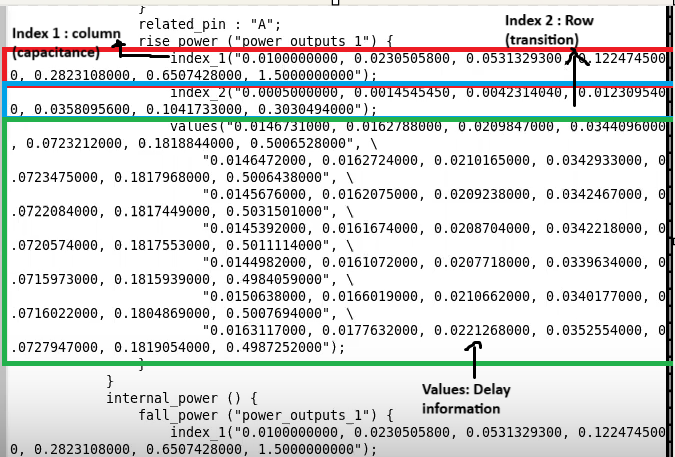 }
related_pin : "A";
Index 1 : column
(capacitance)
Index 2 : Row
(transition)
rise_power ("power_outputs_1") {
index_1("0.0100000000, 0.0230505800, 0.0531329300, 0.122474500
0, 0.2823108000, 0.6507428000, 1.5000000000");
index_2("0.0005000000, 0.0014545450, 0.0042314040, 0.012309540
0, 0.0358095600, 0.1041733000, 0.3030494000");
values("0.0146731000, 0.0162788000, 0.0209847000, 0.0344096000
, 0.0723212000, 0.1818844000, 0.5006528000", \
"0.0146472000, 0.0162724000, 0.0210165000, 0.0342933000, 0
.0723475000, 0.1817968000, 0.5006438000", \
"0.0145676000, 0.0162075000, 0.0209238000, 0.0342467000, 0
.0722084000, 0.1817449000, 0.5031501000", \
"0.0145392000, 0.0161674000, 0.0208704000, 0.0342218000, 0
.0720574000, 0.1817553000, 0.5011114000", \
"0.0144982000, 0.0161072000, 0.0207718000, 0.0339634000, 0
.0715973000, 0.1815939000, 0.4984059000", \
"0.0150638000, 0.0166019000, 0.0210662000, 0.0340177000, 0
.0716022000, 0.1804869000, 0.5007694000", \
"0.0163117000, 0.0177632000, 0.0221268000, 0.0352554000, 0
.0727947000, 0.1819054000, 0.4987252000");
}
}
Values: Delay
information
internal_power () {
fall_power ("power_outputs_1") {
index_1("0.0100000000, 0.0230505800, 0.0531329300, 0.122474500
0, 0.2823108000, 0.6507428000, 1.5000000000");